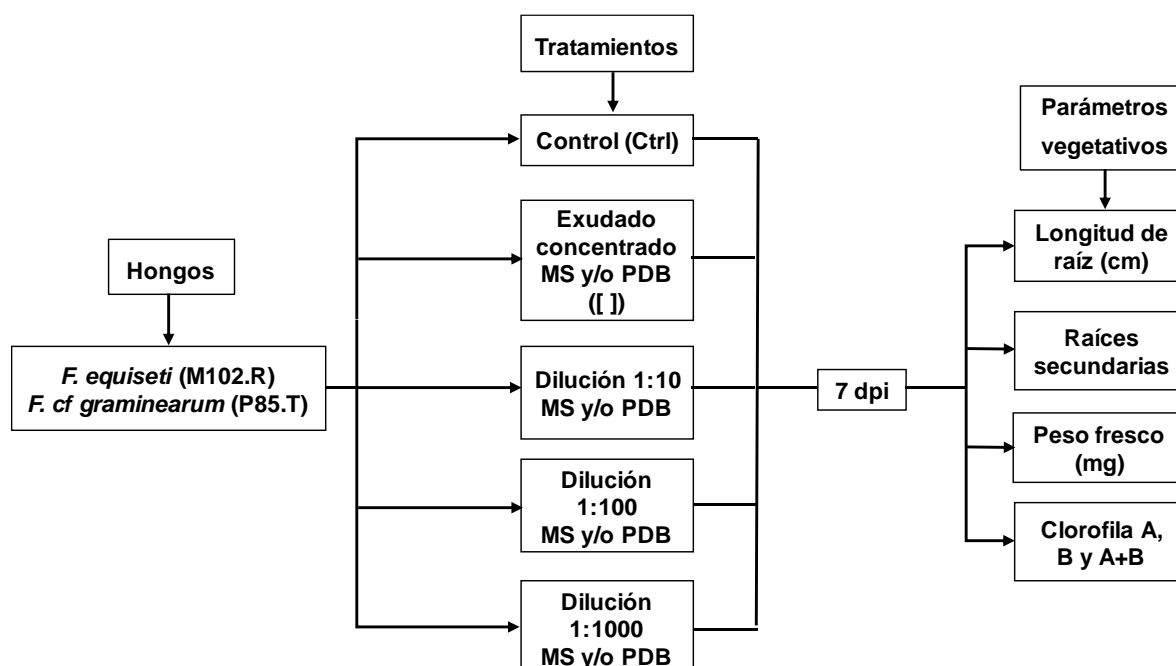 Tratamientos
Control (Ctrl)
Exudado
concentrado
MS y/o PDB
([ ])
Dilución 1:10
MS y/o PDB
Dilución
1:100
MS y/o PDB
Dilución
1:1000
MS y/o PDB
Hongos
F. equiseti (M102.R)
F. cf graminearum (P85.T)
7 dpi
Parámetros
vegetativos
Longitud de
raíz (cm)
Raíces
secundarias
Peso fresco
(mg)
Clorofila A,
B y A+B